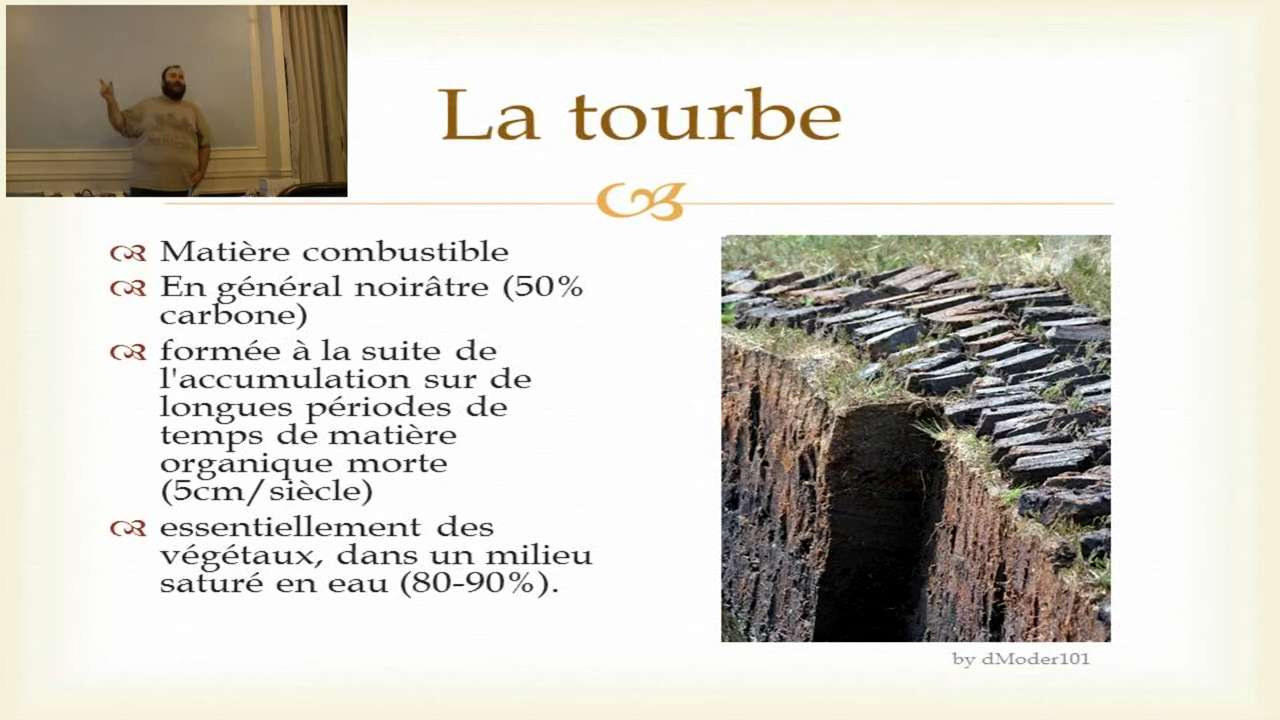 La tourbe
Matière combustible
En général noirâtre (50%
carbone)
formée à la suite de
l'accumulation sur de
longues périodes de
temps de matière
organique morte
(5cm/siècle)
essentiellement des
végétaux, dans un milieu
saturé en eau (80-90%).
by dModer101